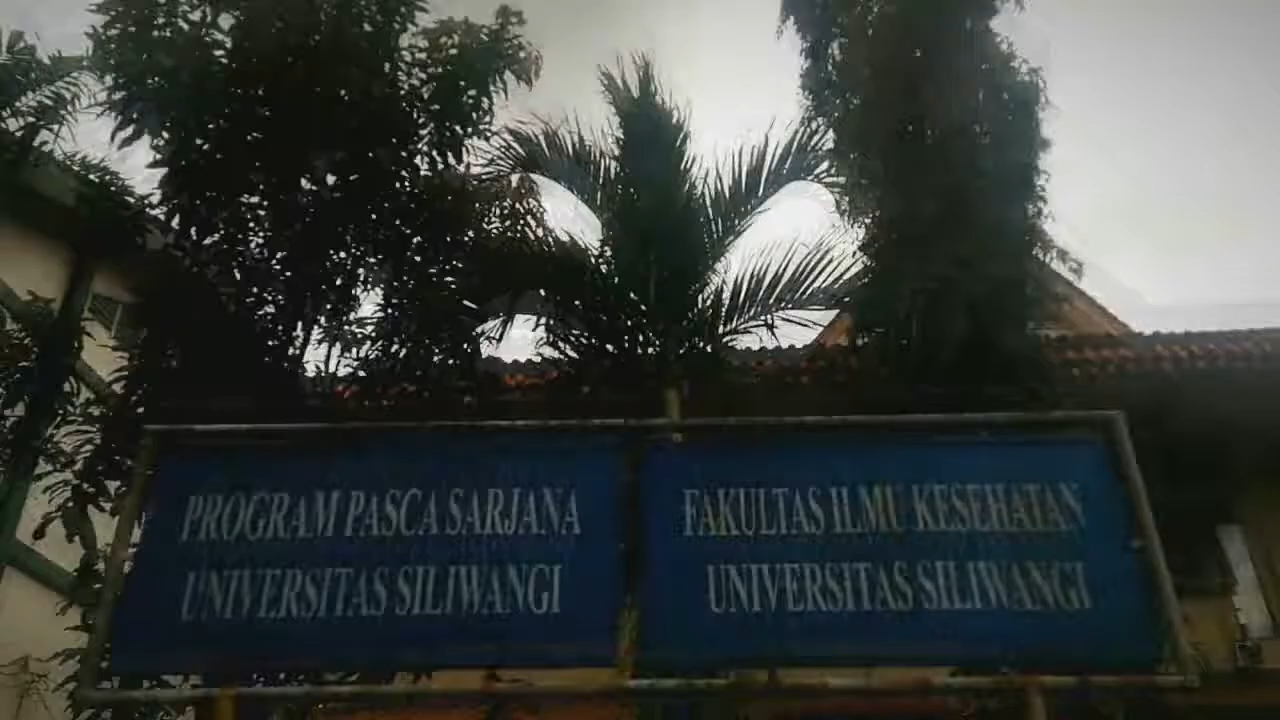 PROGRAM PASCA SARJANA
UNIVERSITAS SILIWANGI
FAKULTAS ILMU KESEHATAN
UNIVERSITAS SILIWANGI